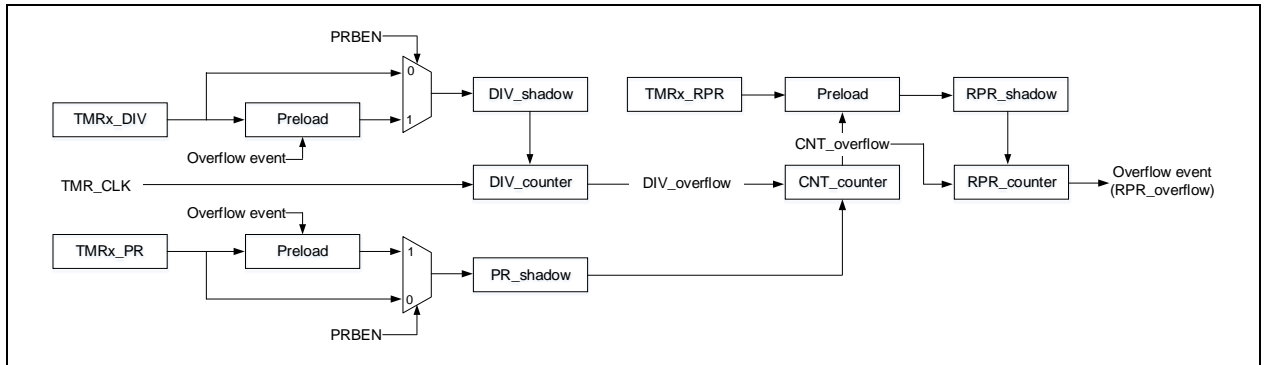 PRBEN
0
DIV_shadow
TMRx_RPR
Preload
RPR_shadow
TMRx_DIV
Preload
1
Overflow event
CNT_overflow
TMR_CLK
DIV_counter
DIV_overflow
CNT_counter
RPR_counter
Overflow event
(RPR_overflow)
Overflow event
TMRx_PR
Preload
1
PR_shadow
0
PRBEN